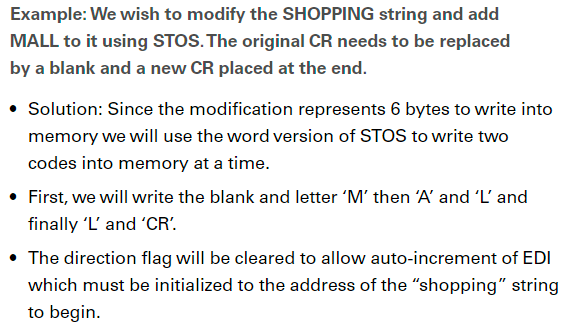 Example: We wish to modify the SHOPPING string and add
MALL to it using STOS. The original CR needs to be replaced
by a blank and a new CR placed at the end.
• Solution: Since the modification represents 6 bytes to write into
memory we will use the word version of STOS to write two
codes into memory at a time.
• First, we will write the blank and letter ‘M’ then ‘A’ and ‘L’ and
finally ‘L’ and ‘CR’.
• The direction flag will be cleared to allow auto-increment of EDI
which must be initialized to the address of the “shopping” string
to begin.